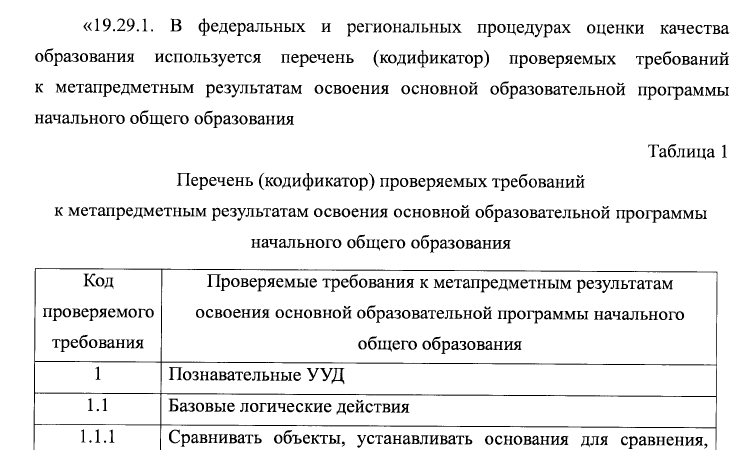 «19.29.1. В федеральных и региональных процедурах оценки качества
образования используется перечень (кодификатор) проверяемых требований
к метапредметным результатам освоения основной образовательной программы
начального общего образования
Таблица 1
Перечень (кодификатор) проверяемых требований
к метапредметным результатам освоения основной образовательной программы
начального общего образования
Код
проверяемого
требования
Проверяемые требования к метапредметным результатам
освоения основной образовательной программы начального
общего образования
1 Познавательные УУД
1.1 Базовые логические действия
1.1.1 Сравнивать объекты, устанавливать основания для сравнения,